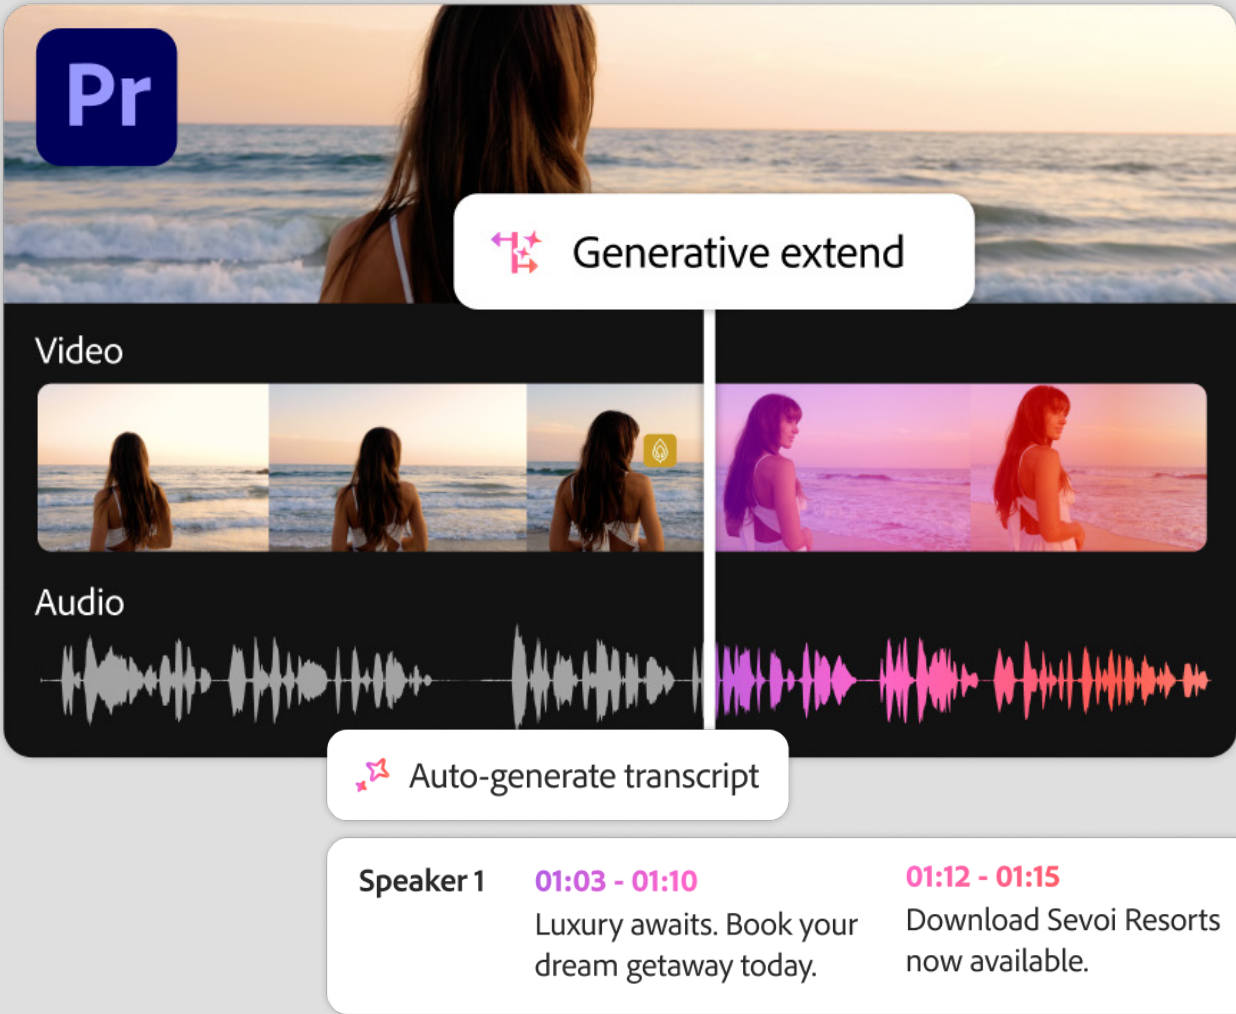 Pr
Generative extend
Video
Audio
Auto-generate transcript
Speaker 1
01:03 - 01:10
Luxury awaits. Book your
dream getaway today.
01:12 - 01:15
Download Sevoi Resorts
now available.